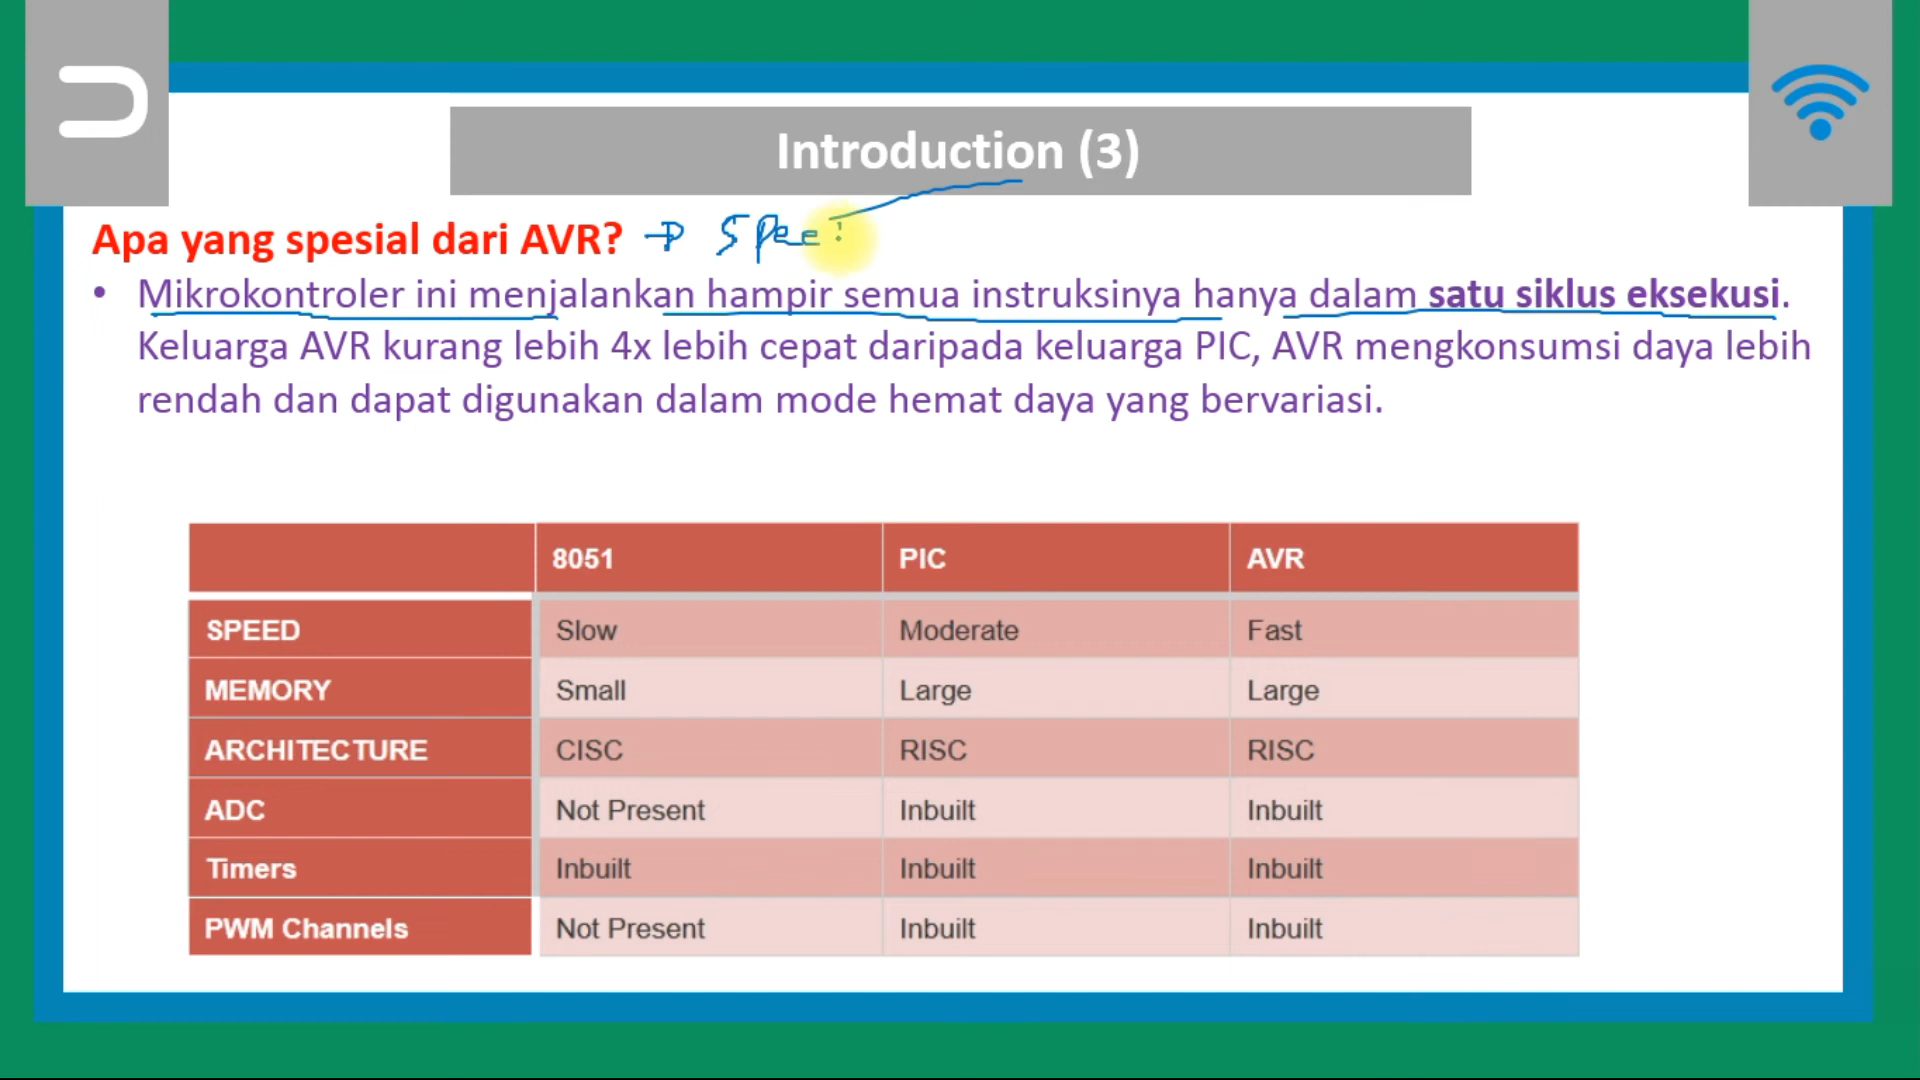 Introduction (3)
Apa yang spesial dari AVR? → Spee
• Mikrokontroler ini menjalankan hampir semua instruksinya hanya dalam satu siklus eksekusi.
Keluarga AVR kurang lebih 4x lebih cepat daripada keluarga PIC, AVR mengkonsumsi daya lebih
rendah dan dapat digunakan dalam mode hemat daya yang bervariasi.
8051 PIC AVR
SPEED Slow Moderate Fast
MEMORY Small Large Large
ARCHITECTURE CISC RISC RISC
ADC Not Present Inbuilt Inbuilt
Timers Inbuilt Inbuilt Inbuilt
PWM Channels Not Present Inbuilt Inbuilt